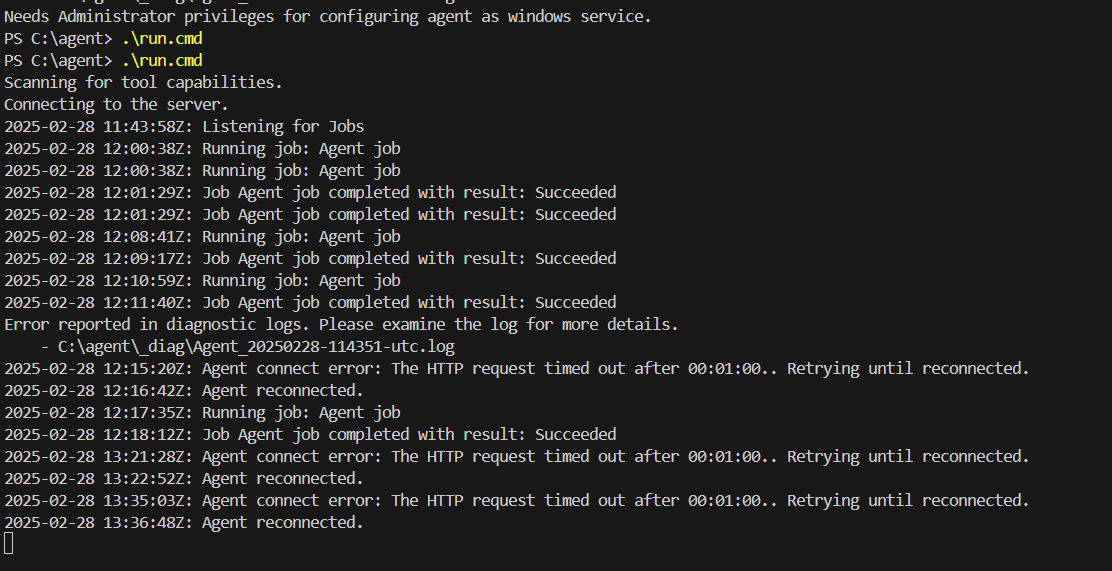 Needs Administrator privileges for configuring agent as windows service.
PS C:\agent> .\run.cmd
PS C:\agent> .\run.cmd
Scanning for tool capabilities.
Connecting to the server.
2025-02-28 11:43:58Z: Listening for Jobs
2025-02-28 12:00:38Z: Running job: Agent job
2025-02-28 12:00:38Z: Running job: Agent job
2025-02-28 12:01:29Z: Job Agent job completed with result: Succeeded
2025-02-28 12:01:29Z: Job Agent job completed with result: Succeeded
2025-02-28 12:08:41Z: Running job: Agent job
2025-02-28 12:09:17Z: Job Agent job completed with result: Succeeded
2025-02-28 12:10:59Z: Running job: Agent job
2025-02-28 12:11:40Z: Job Agent job completed with result: Succeeded
Error reported in diagnostic logs. Please examine the log for more details.
    - C:\agent\_diag\Agent_20250228-114351-utc.log
2025-02-28 12:15:20Z: Agent connect error: The HTTP request timed out after 00:01:00.. Retrying until reconnected.
2025-02-28 12:16:42Z: Agent reconnected.
2025-02-28 12:17:35Z: Running job: Agent job
2025-02-28 12:18:12Z: Job Agent job completed with result: Succeeded
2025-02-28 13:21:28Z: Agent connect error: The HTTP request timed out after 00:01:00.. Retrying until reconnected.
2025-02-28 13:22:52Z: Agent reconnected.
2025-02-28 13:35:03Z: Agent connect error: The HTTP request timed out after 00:01:00.. Retrying until reconnected.
2025-02-28 13:36:48Z: Agent reconnected.